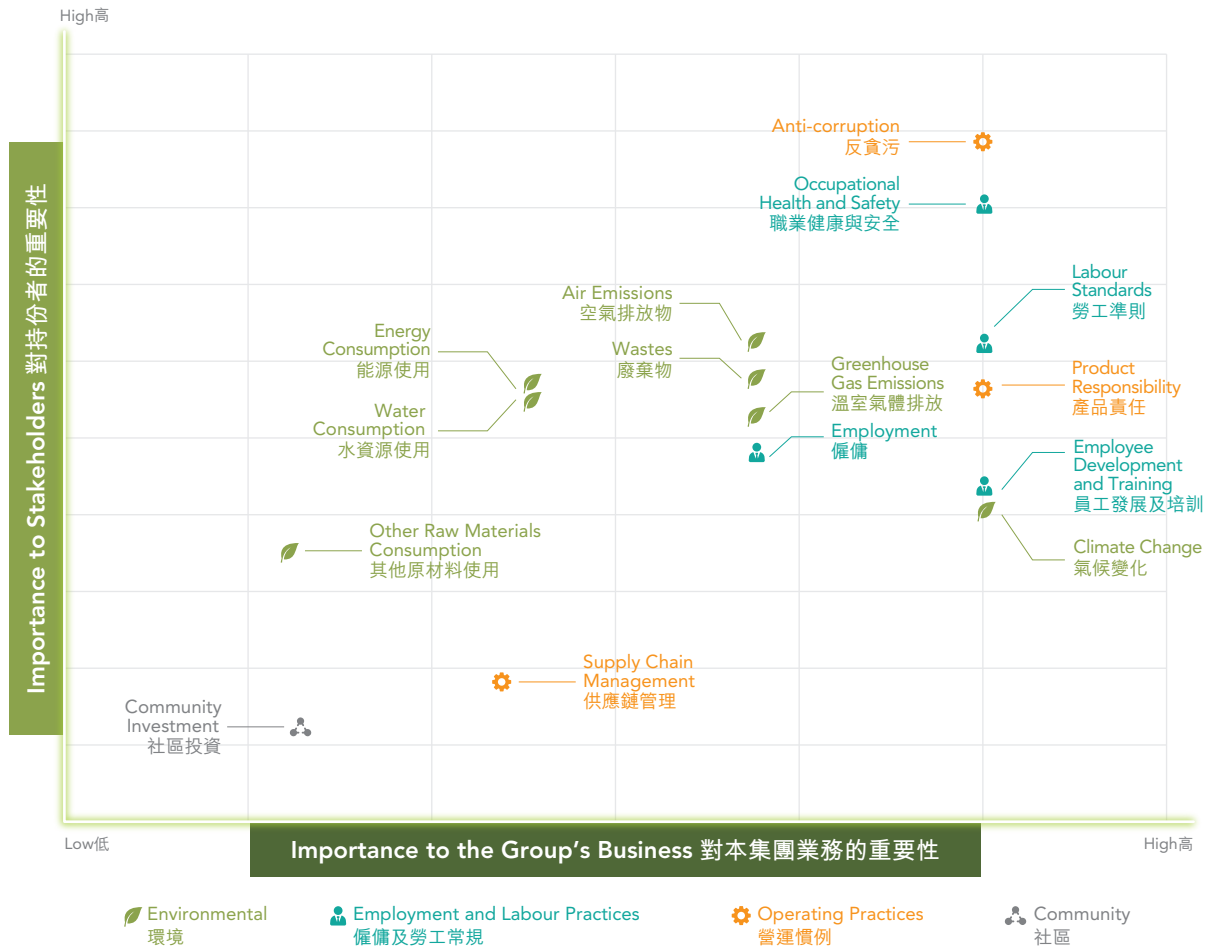 High高
Importance to Stakeholders 對持份者的重要性
Anti-corruption
反貪污
Occupational
Health and Safety
職業健康與安全
Labour
Standards
勞工準則
Air Emissions
空氣排放物
Energy
Consumption
能源使用
Wastes
廢棄物
Greenhouse
Gas Emissions
溫室氣體排放
Product
Responsibility
產品責任
Water
Consumption
水資源使用
Employment
僱傭
Employee
Development
and Training
員工發展及培訓
Other Raw Materials
Consumption
其他原材料使用
Climate Change
氣候變化
Supply Chain
Management
供應鏈管理
Community
Investment
社區投資
Low低
Importance to the Group's Business 對本集團業務的重要性
High高
Environmental
環境
Employment and Labour Practices
僱傭及勞工常規
Operating Practices
營運慣例
Community
社區